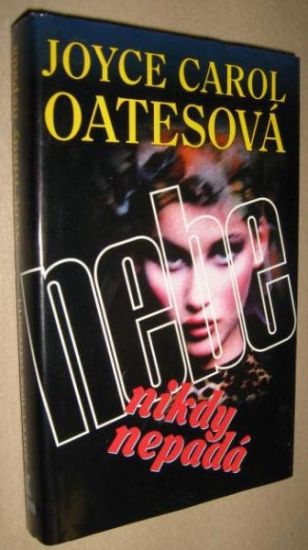 JOYCE CAROL
OATESOVÁ
nebe
nikdy
nepadá